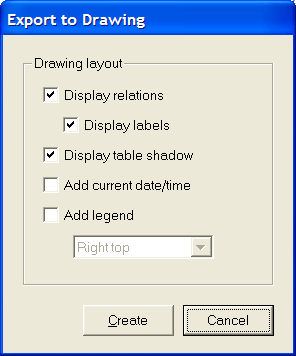 Export to Drawing
Drawing layout
Display relations
Display labels
Display table shadow
Add current date/time
Add legend
Right top
Create
Cancel